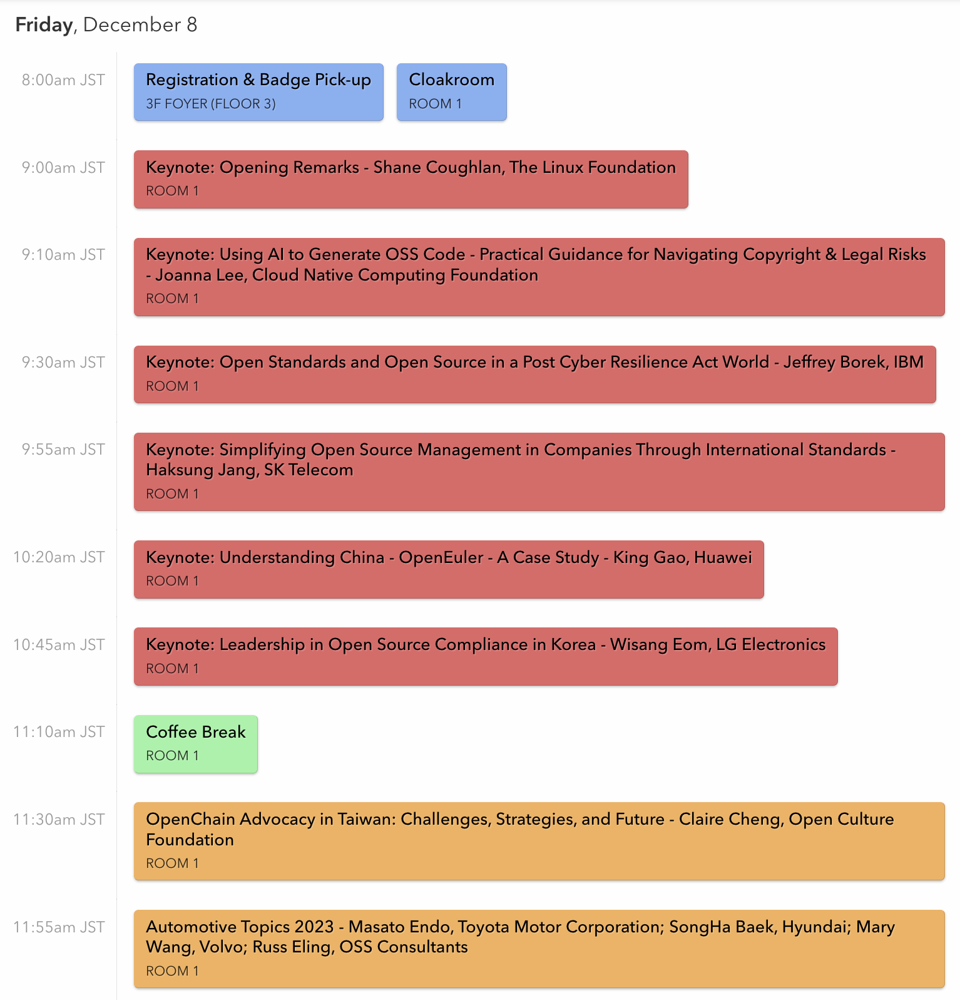 Friday, December 8
8:00am JST
Registration & Badge Pick-up
3F FOYER (FLOOR 3)
Cloakroom
ROOM 1
9:00am JST
Keynote: Opening Remarks - Shane Coughlan, The Linux Foundation
ROOM 1
9:10am JST
Keynote: Using AI to Generate OSS Code - Practical Guidance for Navigating Copyright & Legal Risks
- Joanna Lee, Cloud Native Computing Foundation
ROOM 1
9:30am JST
Keynote: Open Standards and Open Source in a Post Cyber Resilience Act World - Jeffrey Borek, IBM
ROOM 1
9:55am JST
Keynote: Simplifying Open Source Management in Companies Through International Standards -
Haksung Jang, SK Telecom
ROOM 1
10:20am JST
Keynote: Understanding China - OpenEuler - A Case Study - King Gao, Huawei
ROOM 1
10:45am JST
Keynote: Leadership in Open Source Compliance in Korea - Wisang Eom, LG Electronics
ROOM 1
11:10am JST
Coffee Break
ROOM 1
11:30am JST
OpenChain Advocacy in Taiwan: Challenges, Strategies, and Future - Claire Cheng, Open Culture
Foundation
ROOM 1
11:55am JST
Automotive Topics 2023 - Masato Endo, Toyota Motor Corporation; SongHa Baek, Hyundai; Mary
Wang, Volvo; Russ Eling, OSS Consultants
ROOM 1